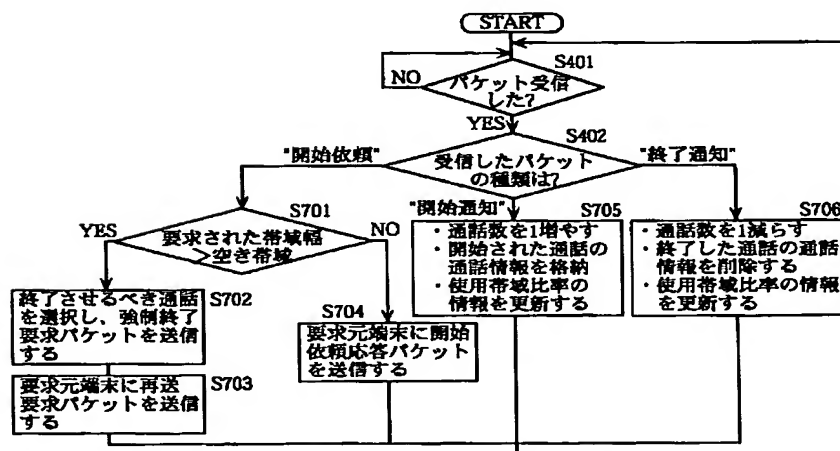 START
S401
パケット受信
した?
NO
YES
S402
受信したパケット
の種類は?
"開始依頼"
"終了通知"
"開始通知"
S701
要求された帯域幅
>空き帯域
YES
NO
S705
・通話数を1増やす
・開始された通話の
通話情報を格納
・使用帯域比率の
情報を更新する
S706
・通話数を1減らす
・終了した通話の通話
情報を削除する
・使用帯域比率の情報
を更新する
S702
終了させるべき通話
を選択し、強制終了
要求パケットを送信
する
S704
要求元端末に開始
依頼応答パケット
を送信する
S703
要求元端末に再送
要求パケットを送信
する